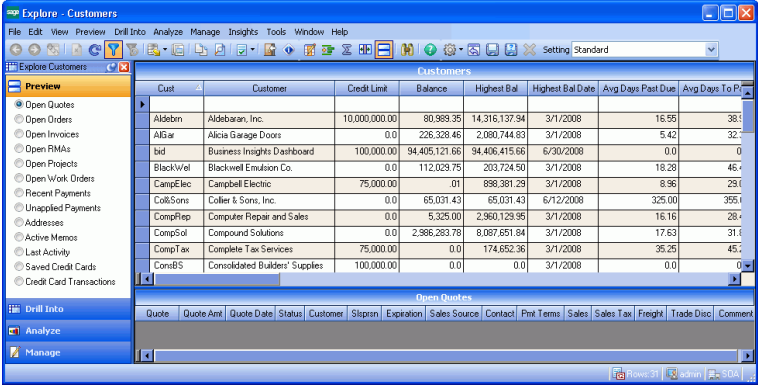 sage Explore - Customers
File Edit View Preview Drill Into Analyze Manage Insights Tools Window Help
Setting Standard
Explore Customers
Preview
Open Quotes
Open Orders
Open Invoices
Open RMAs
Open Projects
Open Work Orders
Recent Payments
Unapplied Payments
Addresses
Active Memos
Last Activity
Saved Credit Cards
Credit Card Transactions
Drill Into
Analyze
Manage
Customers
Cust Customer Credit Limit Balance Highest Bal Highest Bal Date Avg Days Past Due Avg Days To Pa
Aldebrn Aldebaran, Inc. 10,000,000.00 80,989.35 14,316,137.94 3/1/2008 16.55 38.
AlGar Alicia Garage Doors 0.0 226,328.46 2,080,744.83 3/1/2008 5.42 32.
bid Business Insights Dashboard 100,000.00 94,405,121.66 94,406,415.66 6/30/2008 0.0 0
BlackWel Blackwell Emulsion Co. 0.0 112,029.75 203,724.50 3/1/2008 18.28 46.
CampElec Campbell Electric 75,000.00 .01 898,381.29 3/1/2008 8.96 29.
Col&Sons Collier & Sons, Inc. 0.0 65,031.43 65,031.43 6/12/2008 325.00 355.
CompRep Computer Repair and Sales 0.0 5,325.00 2,960,129.95 3/1/2008 16.16 28.
CompSol Compound Solutions 0.0 2,986,283.78 8,087,651.84 3/1/2008 17.63 31.
CompTax Complete Tax Services 75,000.00 0.0 174,652.36 3/1/2008 35.25 45.
ConsBS Consolidated Builders' Supplies 100,000.00 0.0 0.0 3/1/2008 0.0 0
Open Quotes
Quote Quote Amt Quote Date Status Customer Slsprsn Expiration Sales Source Contact Pmt Terms Sales Sales Tax Freight Trade Disc Comment
Rows: 31 admin SOA